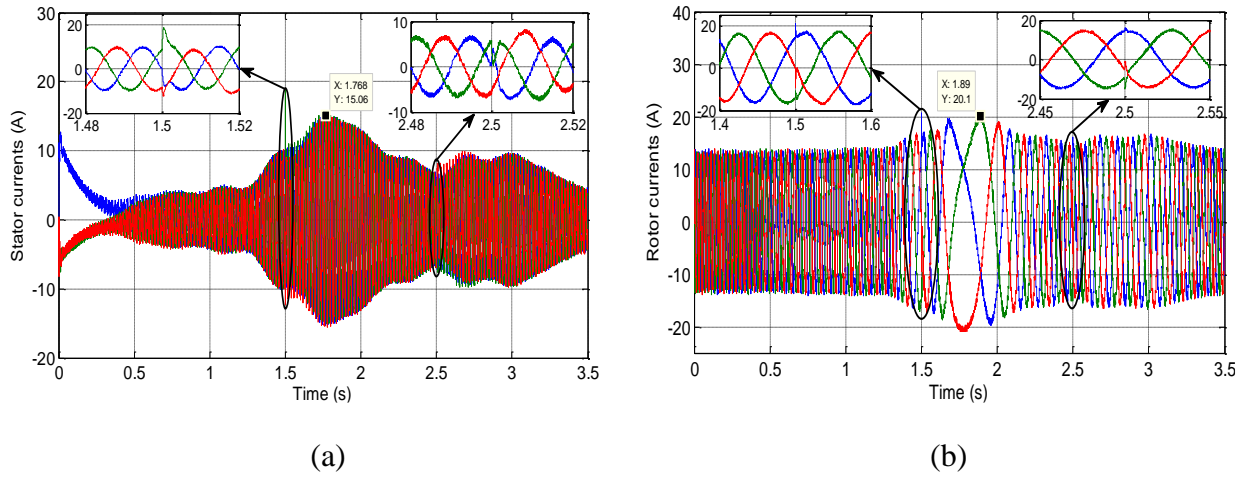 30
20
10
0
-10
-20
Stator currents (A)
0 0.5 1 1.5 2 2.5 3 3.5
Time (s)
20
0
-20
1.48 1.5 1.52
10
0
-10
2.48 2.5 2.52
X: 1.768
Y: 15.06
(a)
40
30
20
10
0
-10
-20
Rotor currents (A)
0 0.5 1 1.5 2 2.5 3 3.5
Time (s)
20
0
-20
1.4 1.5 1.6
20
0
-20
2.45 2.5 2.55
X: 1.89
Y: 20.1
(b)